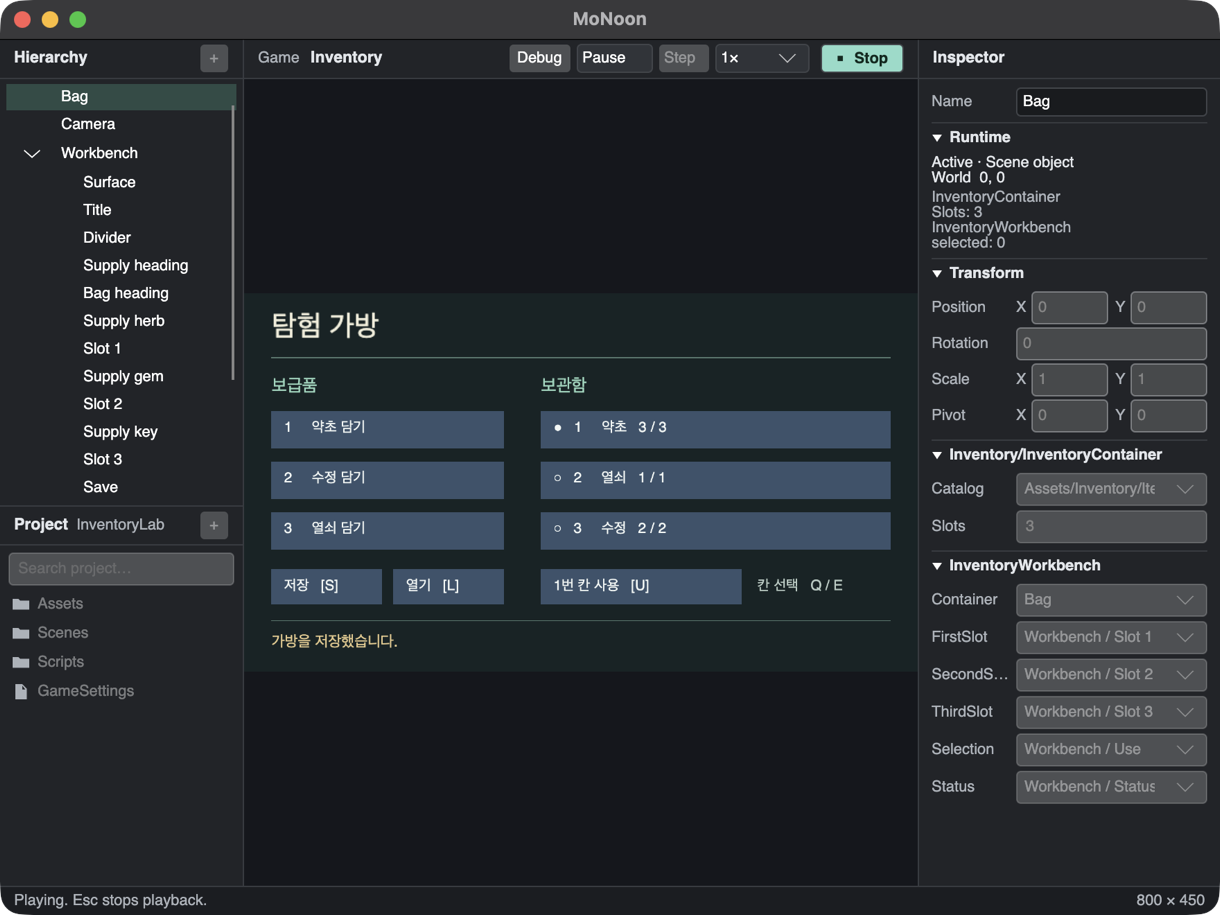 MoNoon
Hierarchy +
Bag
Camera
Workbench
Surface
Title
Divider
Supply heading
Bag heading
Supply herb
Slot 1
Supply gem
Slot 2
Supply key
Slot 3
Save
Project InventoryLab +
Search project...
Assets
Scenes
Scripts
GameSettings
Game Inventory Debug Pause Step 1× Stop
탐험 가방
보급품 보관함
1 약초 담기 ● 1 약초 3 / 3
2 수정 담기 ○ 2 열쇠 1 / 1
3 열쇠 담기 ○ 3 수정 2 / 2
저장 [S] 열기 [L] 1번 칸 사용 [U] 칸 선택 Q / E
가방을 저장했습니다.
Inspector
Name Bag
Runtime
Active · Scene object
World 0, 0
InventoryContainer
Slots: 3
InventoryWorkbench
selected: 0
Transform
Position X 0 Y 0
Rotation 0
Scale X 1 Y 1
Pivot X 0 Y 0
Inventory/InventoryContainer
Catalog Assets/Inventory/Ite
Slots 3
InventoryWorkbench
Container Bag
FirstSlot Workbench / Slot 1
SecondS... Workbench / Slot 2
ThirdSlot Workbench / Slot 3
Selection Workbench / Use
Status Workbench / Status
Playing. Esc stops playback. 800 × 450